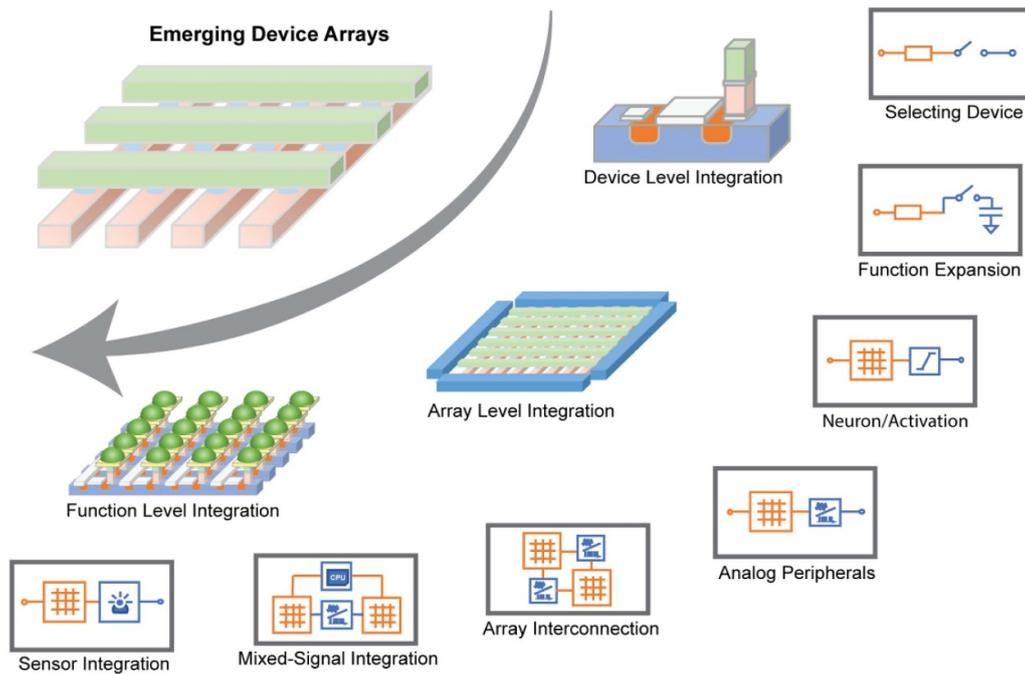 Emerging Device Arrays
Selecting Device
Device Level Integration
Function Expansion
Array Level Integration
Neuron/Activation
Function Level Integration
Analog Peripherals
CPU
Array Interconnection
Mixed-Signal Integration
Sensor Integration